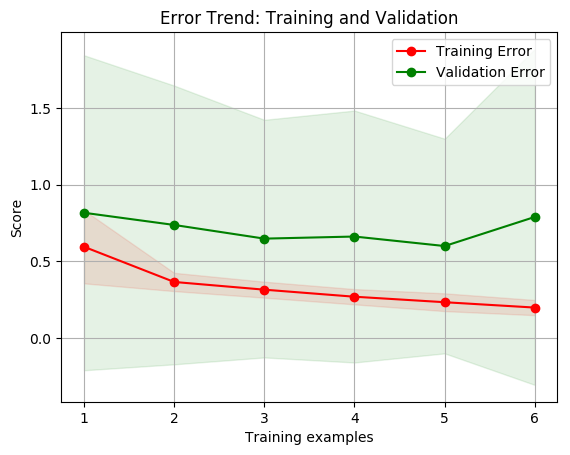 Error Trend: Training and Validation
Training Error
Validation Error
Score
1.5
1.0
0.5
0.0
1 2 3 4 5 6
Training examples